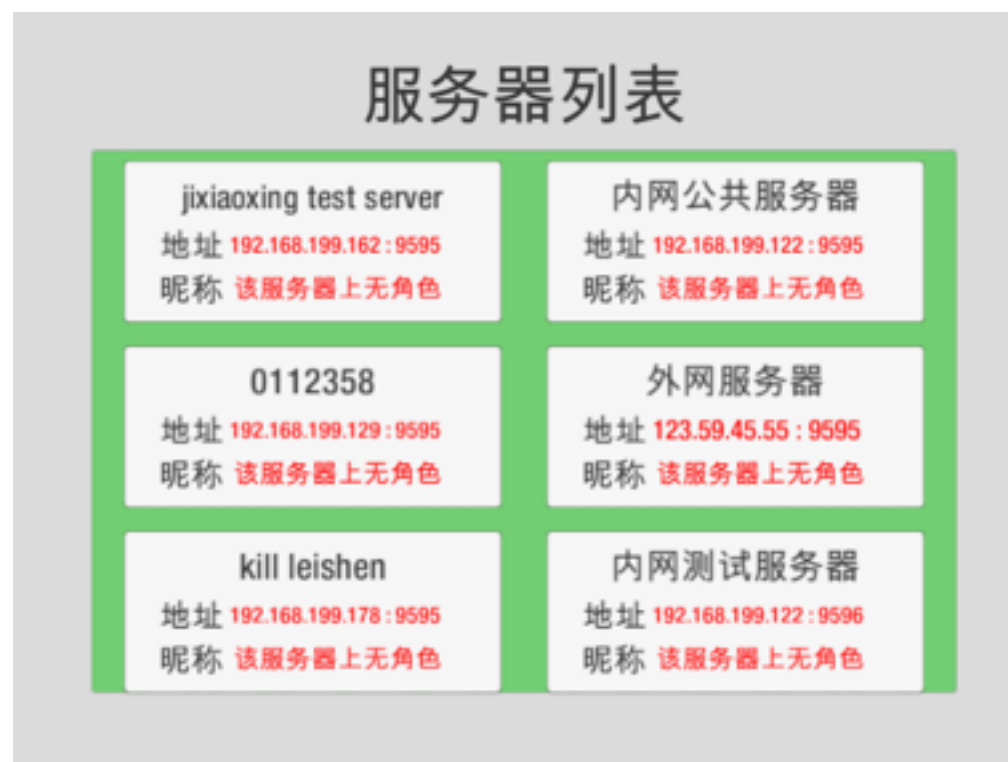 服务器列表
jixiaoxing test server
地址 192.168.199.162 : 9595
昵称 该服务器上无角色
内网公共服务器
地址 192.168.199.122 : 9595
昵称 该服务器上无角色
0112358
地址 192.168.199.129 : 9595
昵称 该服务器上无角色
外网服务器
地址 123.59.45.55 : 9595
昵称 该服务器上无角色
kill leishen
地址 192.168.199.178 : 9595
昵称 该服务器上无角色
内网测试服务器
地址 192.168.199.122 : 9596
昵称 该服务器上无角色